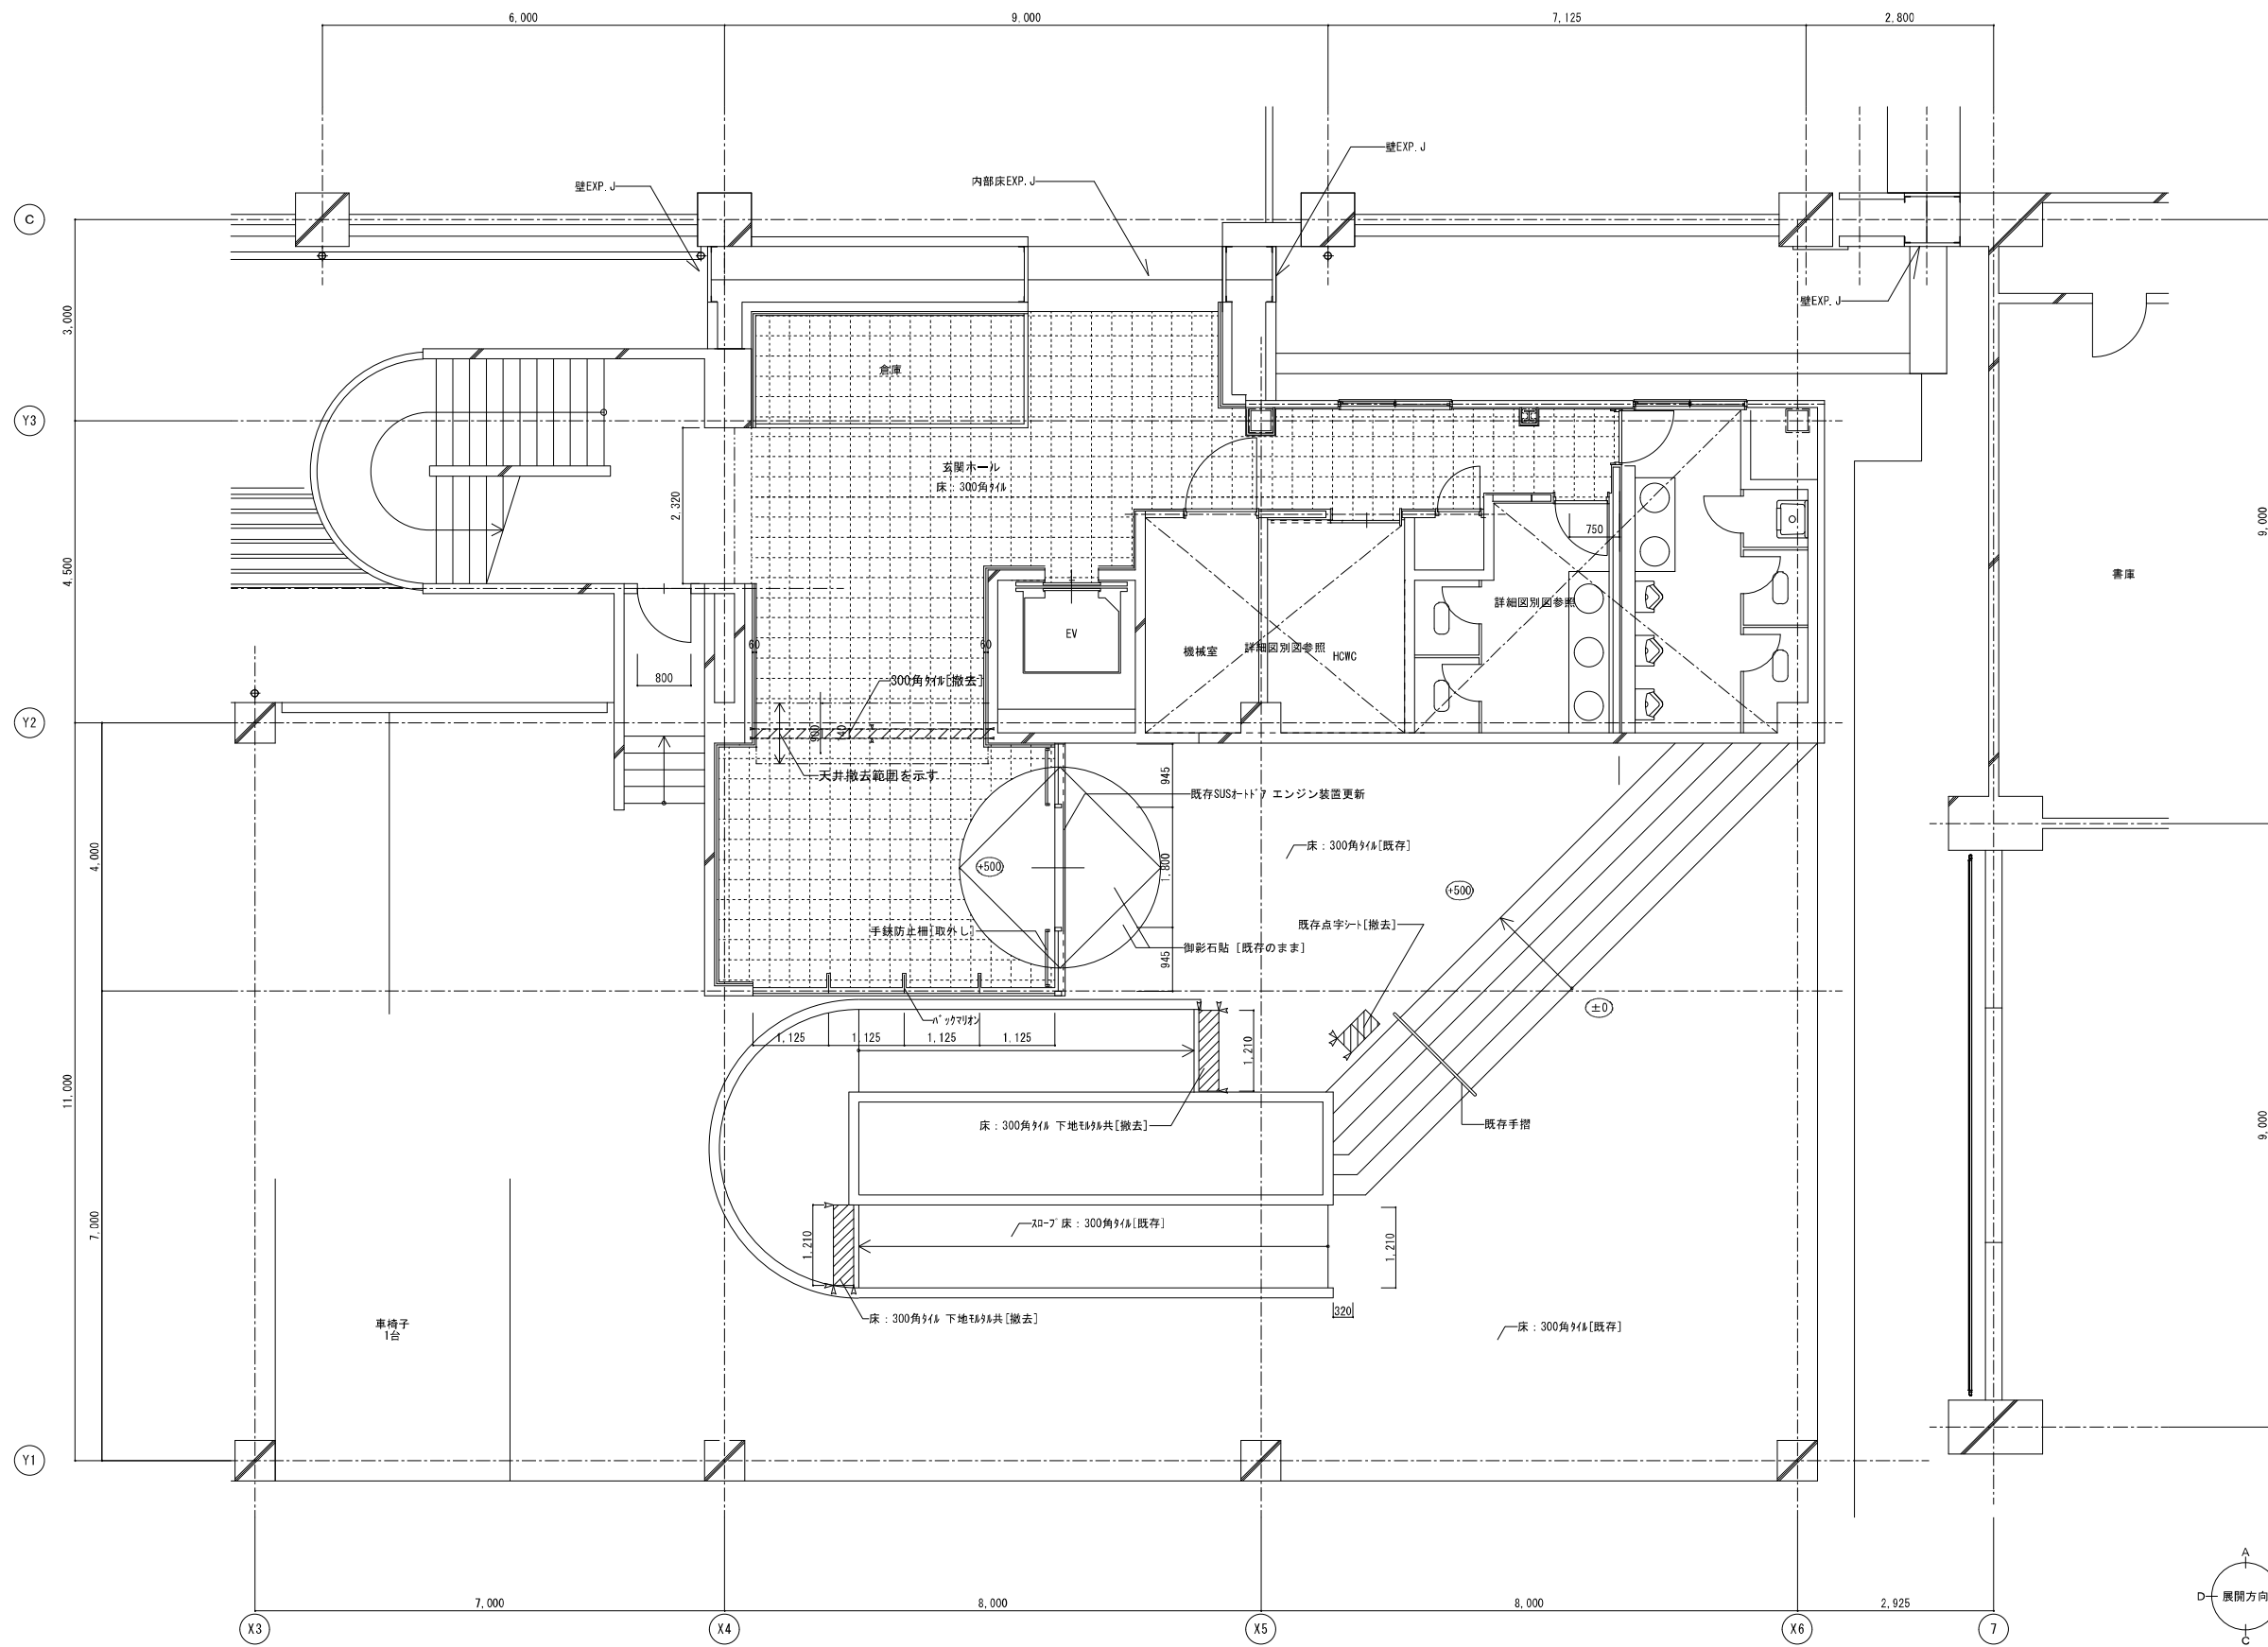 6,000
9,000
7,125
2,800
壁EXP.J
壁EXP.J
内部床EXP.J
C
壁EXP.J
3,000
倉庫
Y3
玄関ホール
床：300角ﾀｲﾙ
2,320
9,000
750
4,500
書庫
詳細図別図参照
EV
60
60
機械室
詳細図別図参照
HCWC
800
300角ﾀｲﾙ[撤去]
Y2
900
140
天井撤去範囲を示す
945
既存SUSｵｰﾄﾄﾞｱ エンジン装置更新
床：300角ﾀｲﾙ[既存]
4,000
+500
1,800
+500
既存点字ｼｰﾄ[撤去]
手鋏防止柵[取外し]
御影石貼 [既存のまま]
945
±0
ﾊﾞｯｸﾏﾘｵﾝ
1,125
1,125
1,125
1,125
1,210
11,000
床：300角ﾀｲﾙ 下地ﾓﾙﾀﾙ共[撤去]
既存手摺
9,000
7,000
ｽﾛｰﾌﾟ床：300角ﾀｲﾙ[既存]
1,210
1,210
320
床：300角ﾀｲﾙ 下地ﾓﾙﾀﾙ共[撤去]
車椅子
1台
床：300角ﾀｲﾙ[既存]
Y1
A
D
展開方向
C
7,000
8,000
8,000
2,925
X3
X4
X5
X6
7